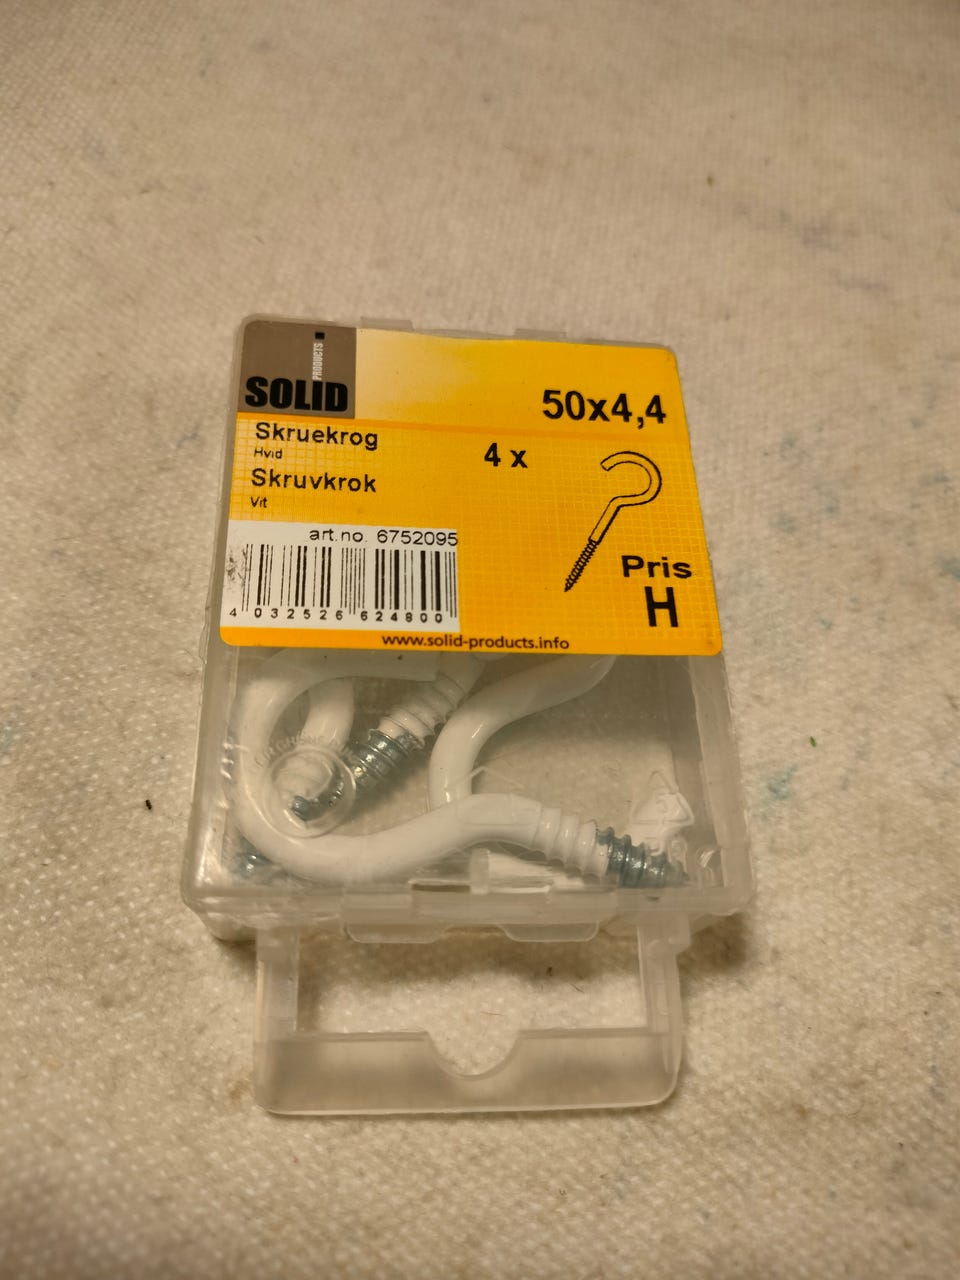 PRODUCTS
SOLID
50x4,4
Skruekrog
Hvid
4 x
Skruvkrok
Vit
art.no. 6752095
4 032526 624800
Pris
H
www.solid-products.info